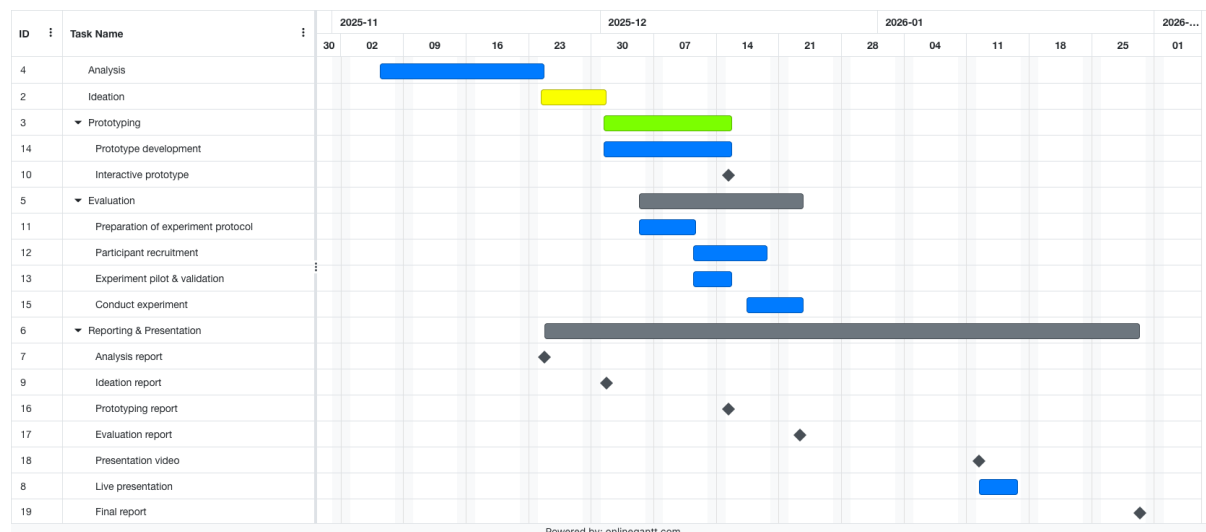 ID Task Name 2025-11 2025-12 2026-01 2026-...
30 02 09 16 23 30 07 14 21 28 04 11 18 25 01
4 Analysis
2 Ideation
3 Prototyping
14 Prototype development
10 Interactive prototype
5 Evaluation
11 Preparation of experiment protocol
12 Participant recruitment
13 Experiment pilot & validation
15 Conduct experiment
6 Reporting & Presentation
7 Analysis report
9 Ideation report
16 Prototyping report
17 Evaluation report
18 Presentation video
8 Live presentation
19 Final report
Powered by: onlinegantt.com